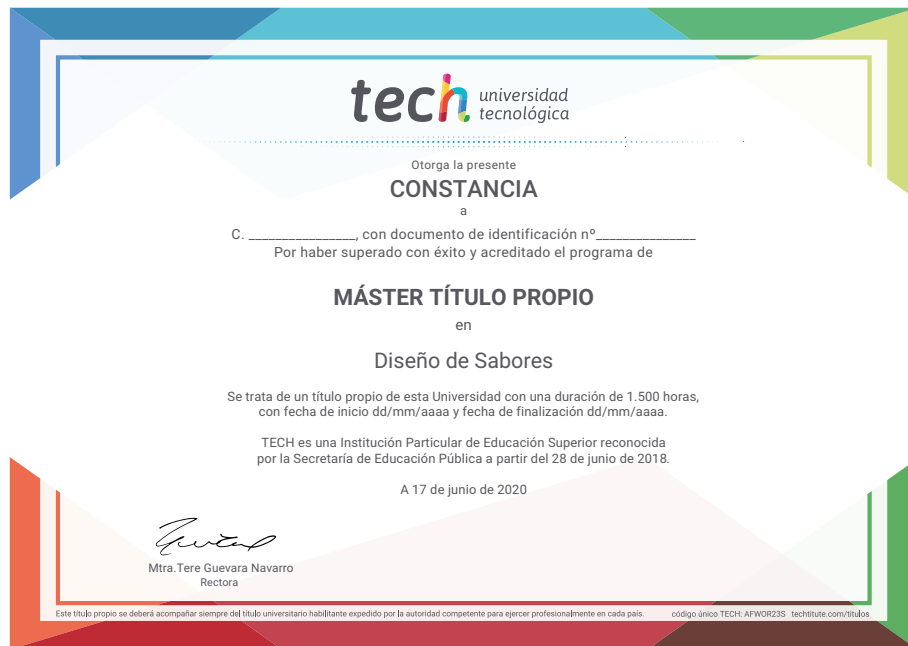 tech universidad
tecnológica
Otorga la presente
CONSTANCIA
a
C. ________________, con documento de identificación nº_______________
Por haber superado con éxito y acreditado el programa de
MÁSTER TÍTULO PROPIO
en
Diseño de Sabores
Se trata de un título propio de esta Universidad con una duración de 1.500 horas,
con fecha de inicio dd/mm/aaaa y fecha de finalización dd/mm/aaaa.
TECH es una Institución Particular de Educación Superior reconocida
por la Secretaría de Educación Pública a partir del 28 de junio de 2018.
A 17 de junio de 2020
Mtra.Tere Guevara Navarro
Rectora
Este título propio se deberá acompañar siempre del título universitario habilitante expedido por la autoridad competente para ejercer profesionalmente en cada país. código único TECH: AFWOR23S techtitute.com/titulos